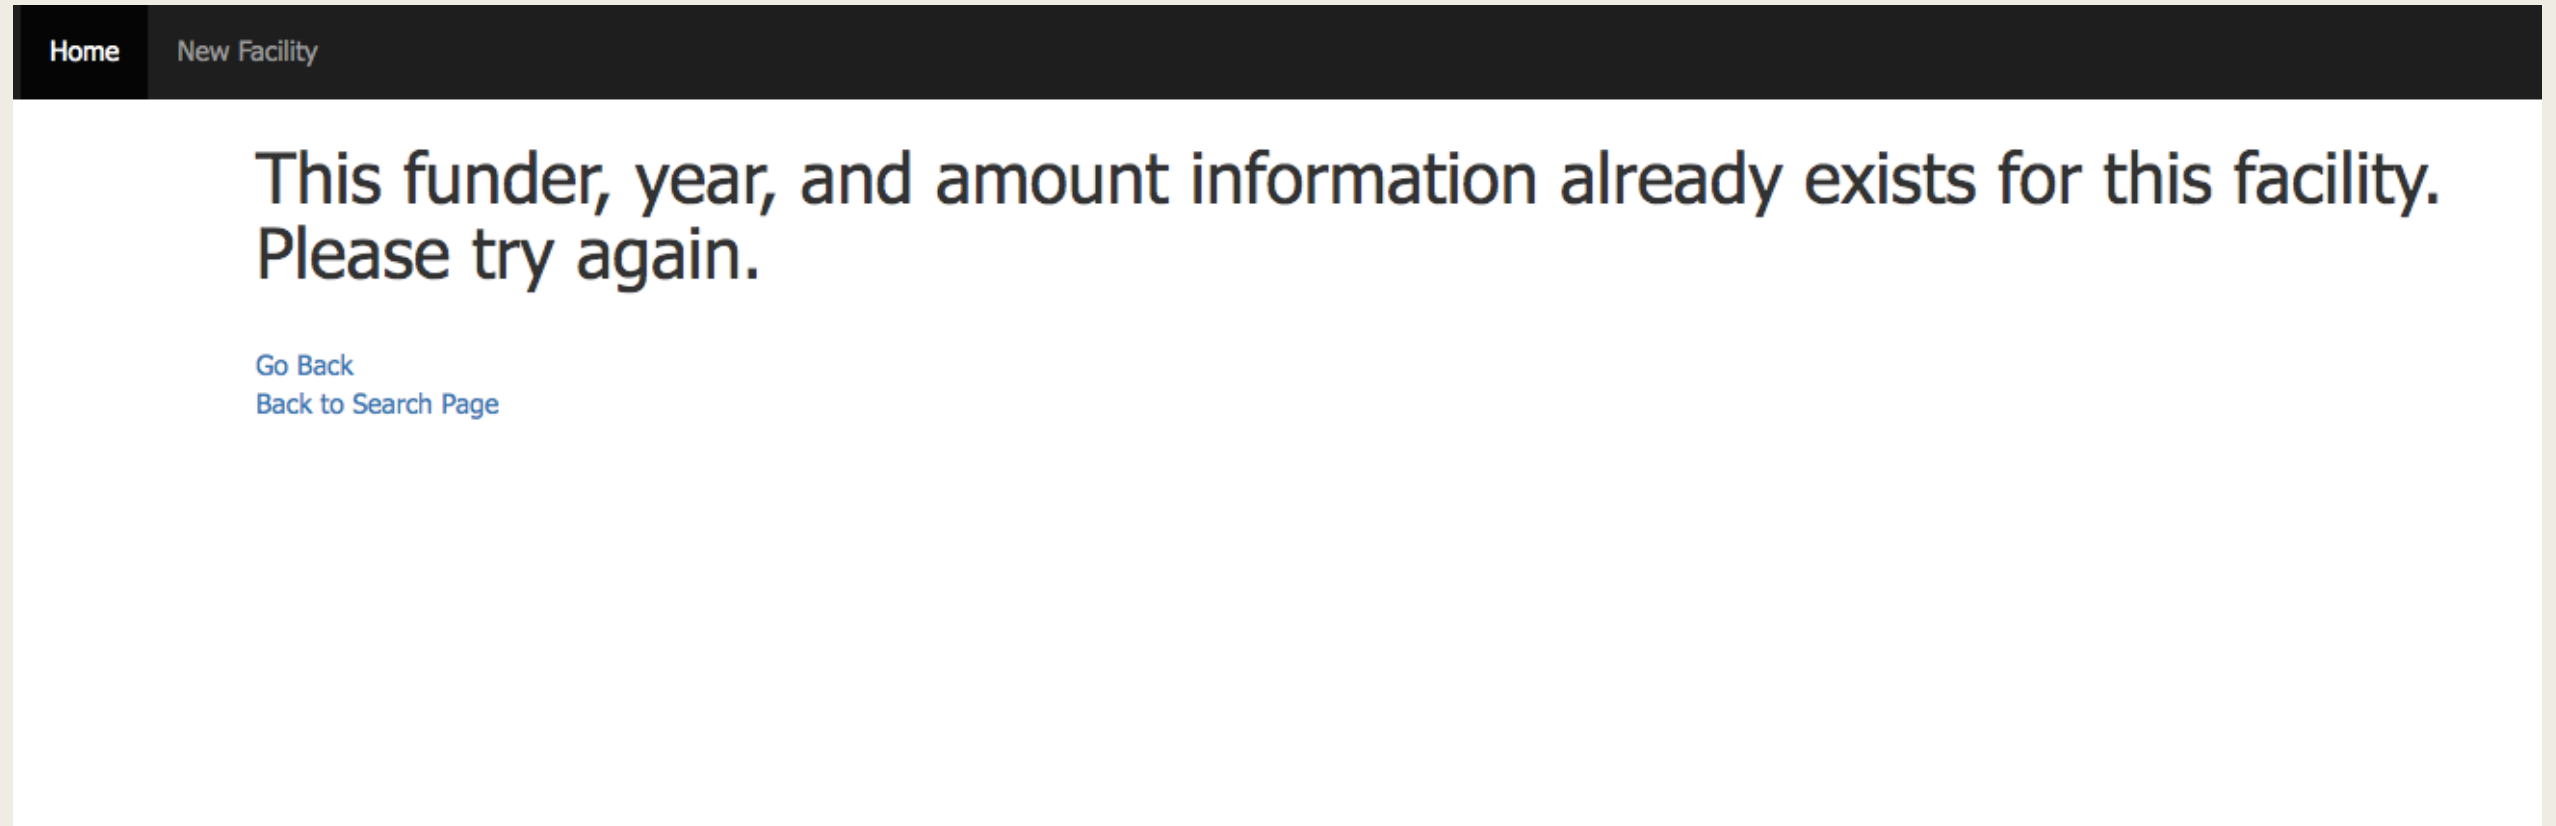 Home New Facility
This funder, year, and amount information already exists for this facility.
Please try again.
Go Back
Back to Search Page